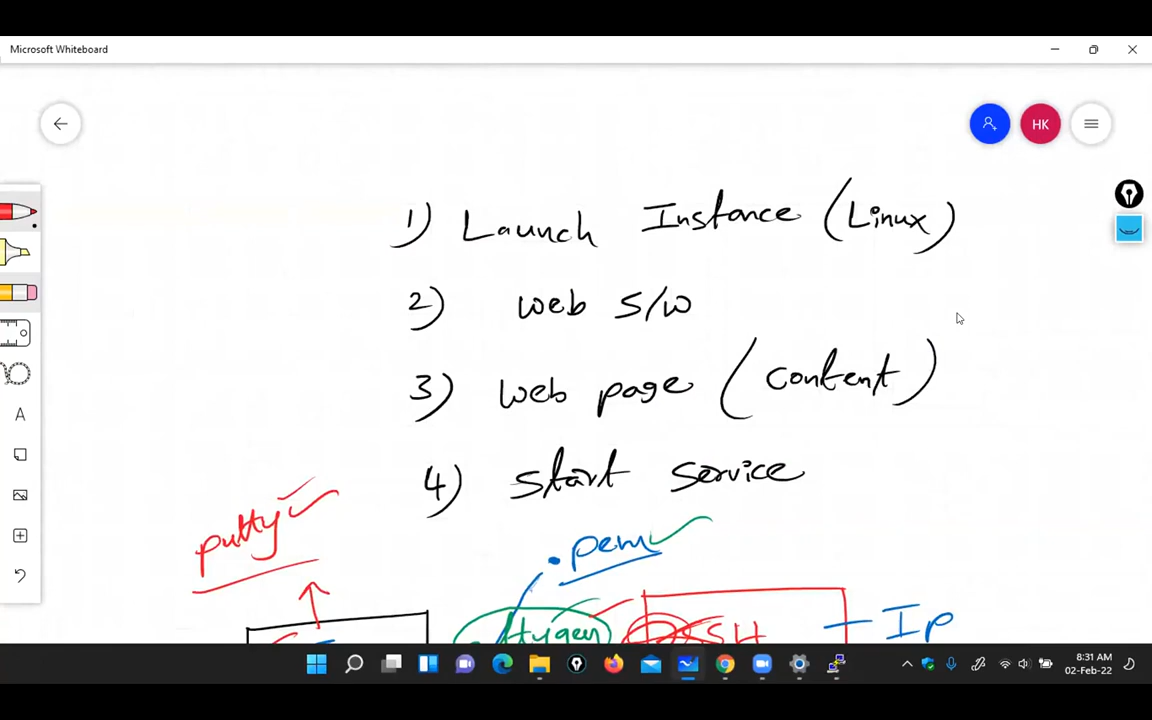 Microsoft Whiteboard
HK
1) Launch Instance (Linux)
2) web s/w
3) web page (content)
4) start service
putty
.pem
SSH
Ip
A
8:31 AM
02-Feb-22